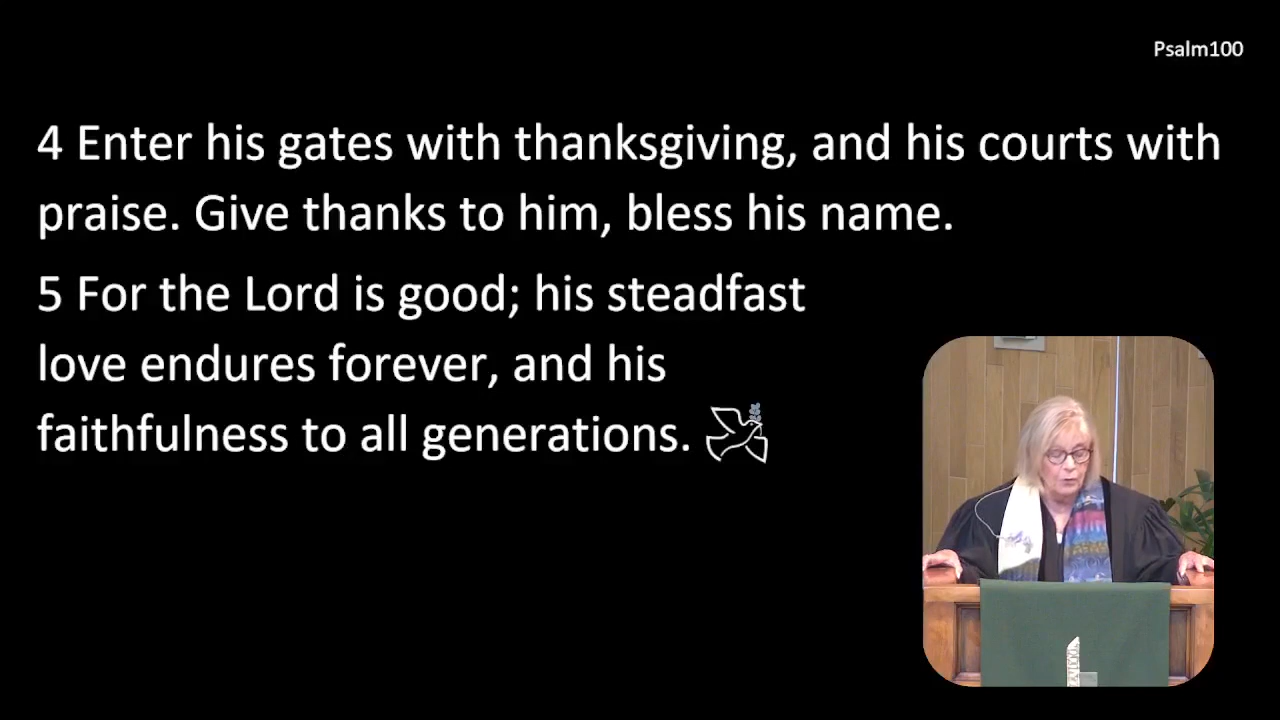 Psalm100
4 Enter his gates with thanksgiving, and his courts with
praise. Give thanks to him, bless his name.
5 For the Lord is good; his steadfast
love endures forever, and his
faithfulness to all generations.